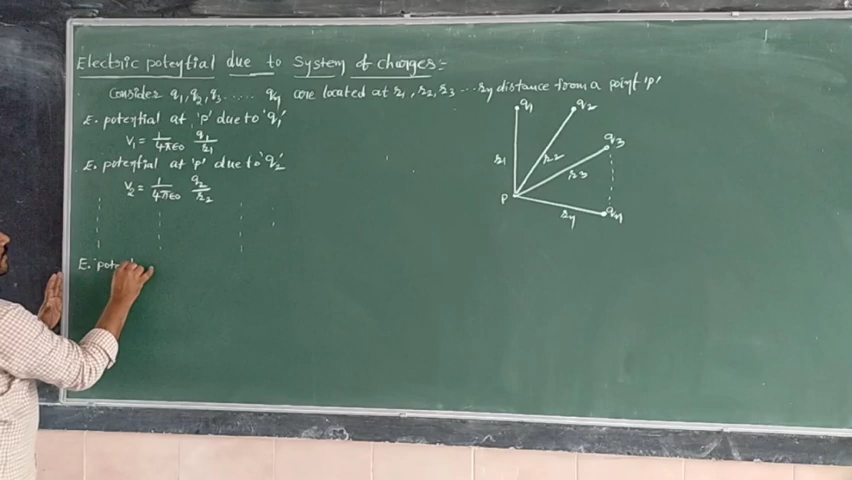 Electric potential due to System of charges:-
Consider q1, q2, q3 ..... qn are located at r1, r2, r3 ... rn distance from a point 'p'
E. potential at 'p' due to 'q1'
V1 = 1/4πε0 q1/r1
E. potential at 'p' due to 'q2'
V2 = 1/4πε0 q2/r2
E. poten
q1
q2
q3
r1
r2
r3
P
rn
qn